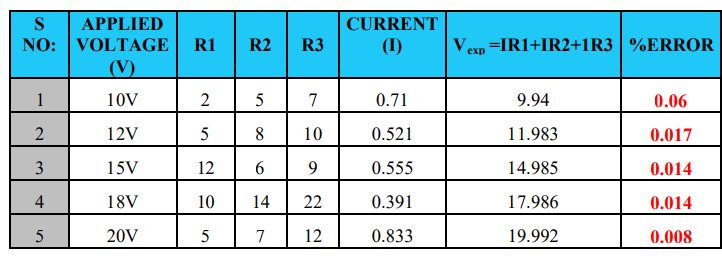 S NO: APPLIED VOLTAGE (V) R1 R2 R3 CURRENT (I) Vexp =IR1+IR2+1R3 %ERROR
1 10V 2 5 7 0.71 9.94 0.06
2 12V 5 8 10 0.521 11.983 0.017
3 15V 12 6 9 0.555 14.985 0.014
4 18V 10 14 22 0.391 17.986 0.014
5 20V 5 7 12 0.833 19.992 0.008